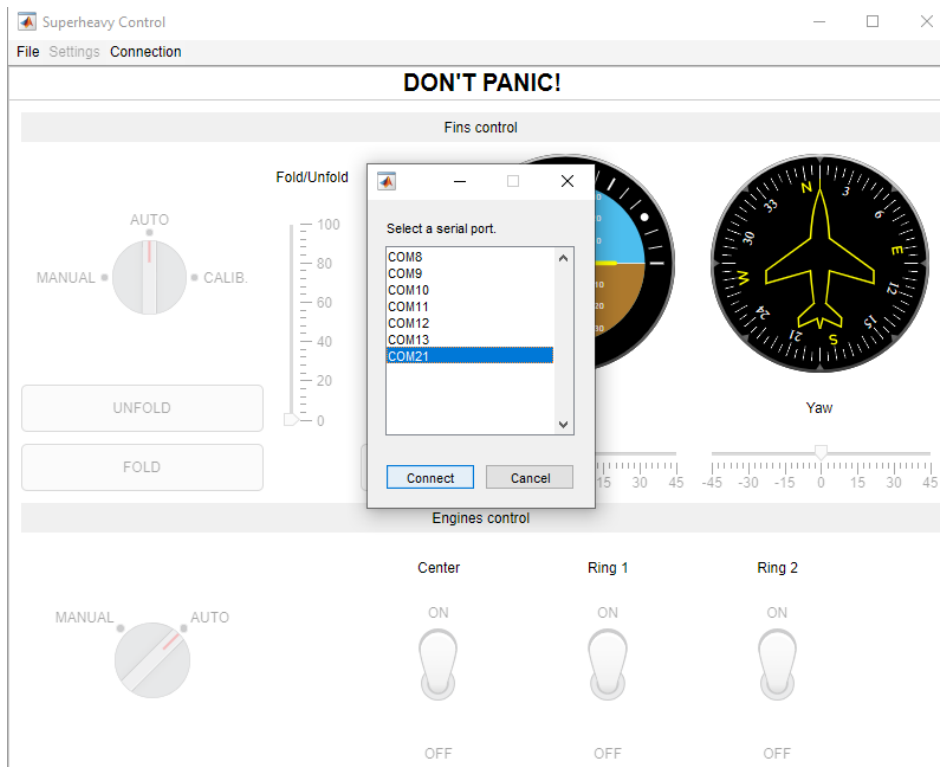 Superheavy Control
File Settings Connection
DON'T PANIC!
Fins control
Fold/Unfold
AUTO
MANUAL
CALIB.
100
80
60
40
20
0
UNFOLD
FOLD
Select a serial port.
COM8
COM9
COM10
COM11
COM12
COM13
COM21
Connect Cancel
10
20
30
N
3
6
E
12
15
S
21
24
W
30
33
Yaw
15 30 45
-45 -30 -15 0 15 30 45
Engines control
MANUAL AUTO
Center Ring 1 Ring 2
ON ON ON
OFF OFF OFF